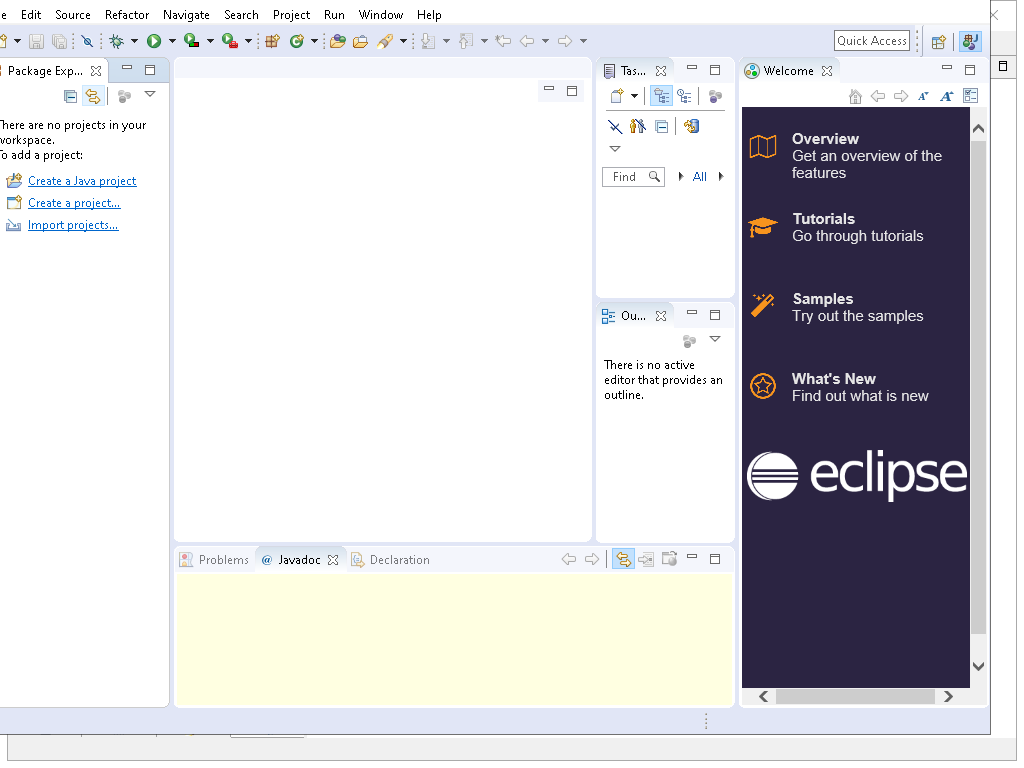 Edit Source Refactor Navigate Search Project Run Window Help
Quick Access
Package Exp...
Tas...
Welcome
There are no projects in your
workspace.
To add a project:
Create a Java project
Create a project...
Import projects...
Find
All
Ou...
There is no active
editor that provides an
outline.
Overview
Get an overview of the
features
Tutorials
Go through tutorials
Samples
Try out the samples
What's New
Find out what is new
eclipse
Problems
@ Javadoc
Declaration